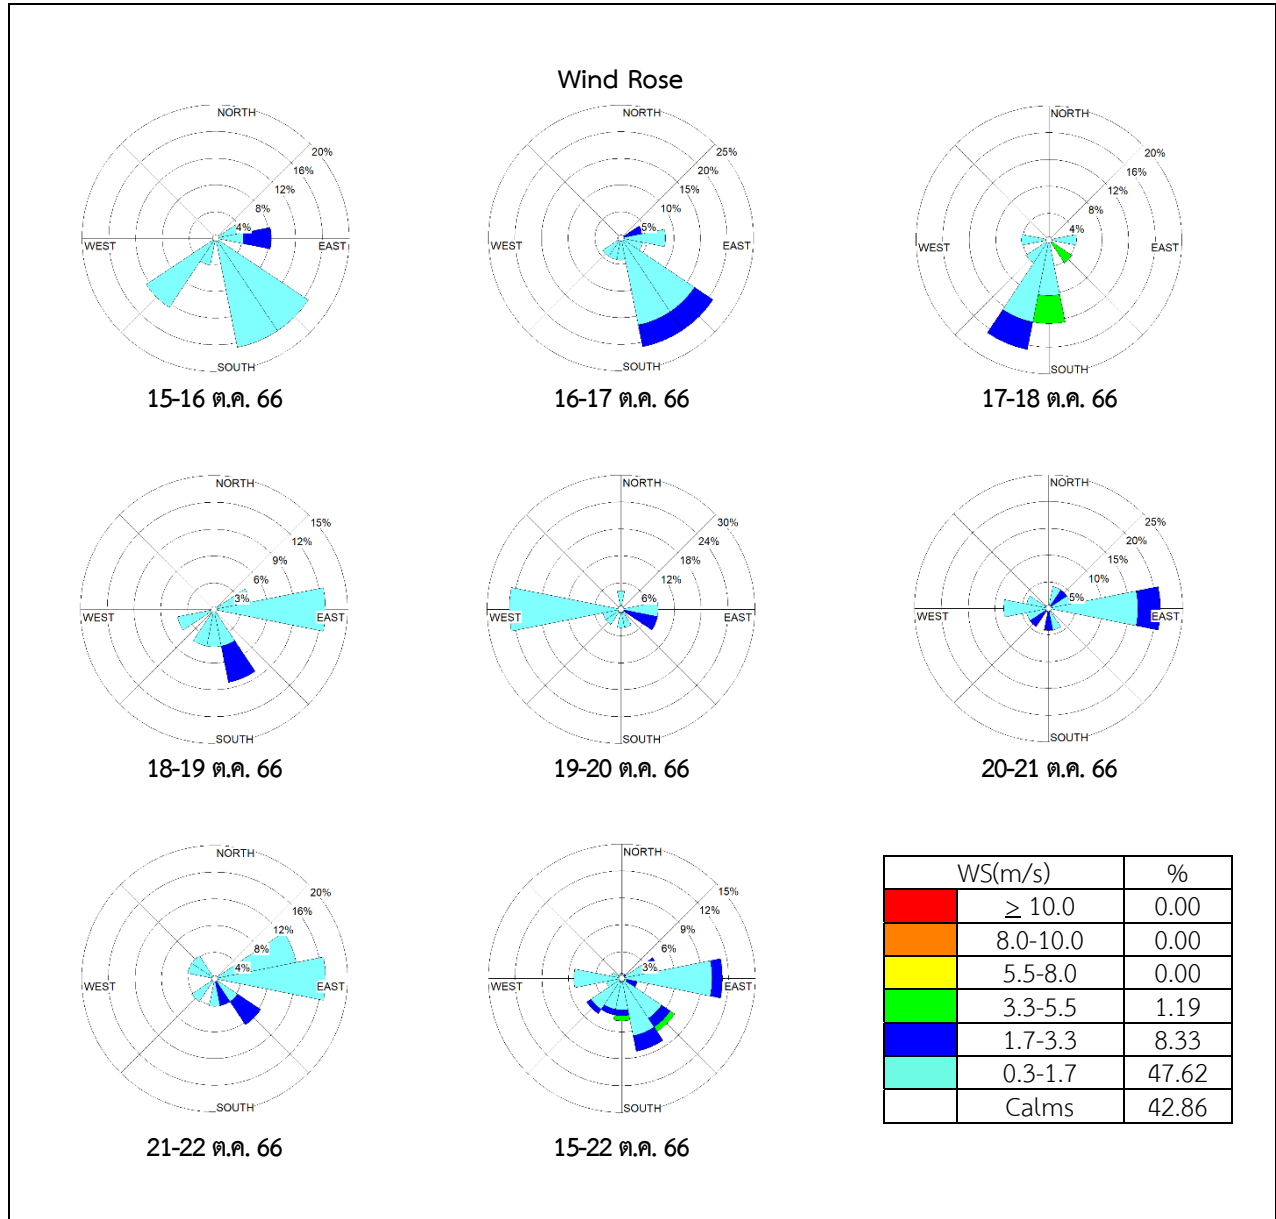 Wind Rose
NORTH
20%
16%
12%
8%
4%
WEST
EAST
SOUTH
15-16 ต.ค. 66
NORTH
25%
20%
15%
10%
5%
WEST
EAST
SOUTH
16-17 ต.ค. 66
NORTH
20%
16%
12%
8%
4%
WEST
EAST
SOUTH
17-18 ต.ค. 66
NORTH
15%
12%
9%
6%
3%
WEST
EAST
SOUTH
18-19 ต.ค. 66
NORTH
30%
24%
18%
12%
6%
WEST
EAST
SOUTH
19-20 ต.ค. 66
NORTH
25%
20%
15%
10%
5%
WEST
EAST
SOUTH
20-21 ต.ค. 66
NORTH
20%
16%
12%
8%
4%
WEST
EAST
SOUTH
21-22 ต.ค. 66
NORTH
15%
12%
9%
6%
3%
WEST
EAST
SOUTH
15-22 ต.ค. 66
WS(m/s) %
≥ 10.0 0.00
8.0-10.0 0.00
5.5-8.0 0.00
3.3-5.5 1.19
1.7-3.3 8.33
0.3-1.7 47.62
Calms 42.86